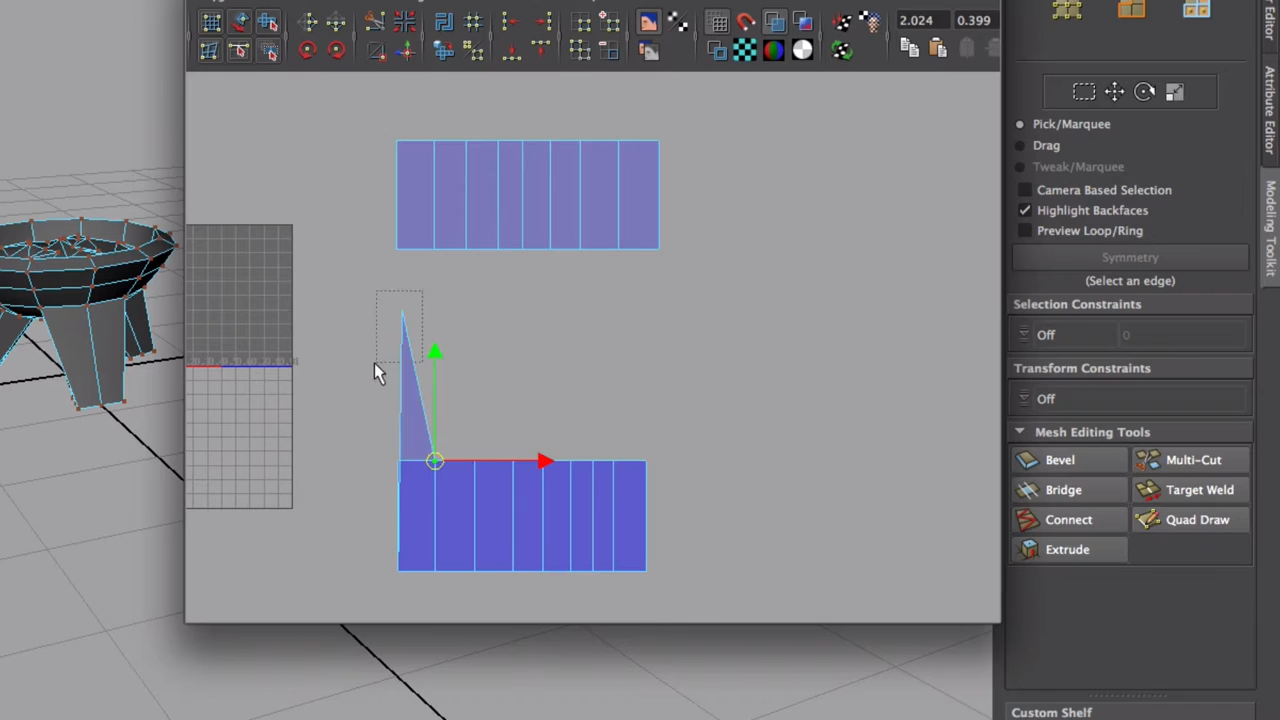 2.024 0.399
Pick/Marquee
Drag
Tweak/Marquee
Camera Based Selection
Highlight Backfaces
Preview Loop/Ring
Symmetry
(Select an edge)
Selection Constraints
Off 0
Transform Constraints
Off
Mesh Editing Tools
Bevel Multi-Cut
Bridge Target Weld
Connect Quad Draw
Extrude
Custom Shelf
Attribute Editor
Modeling Toolkit